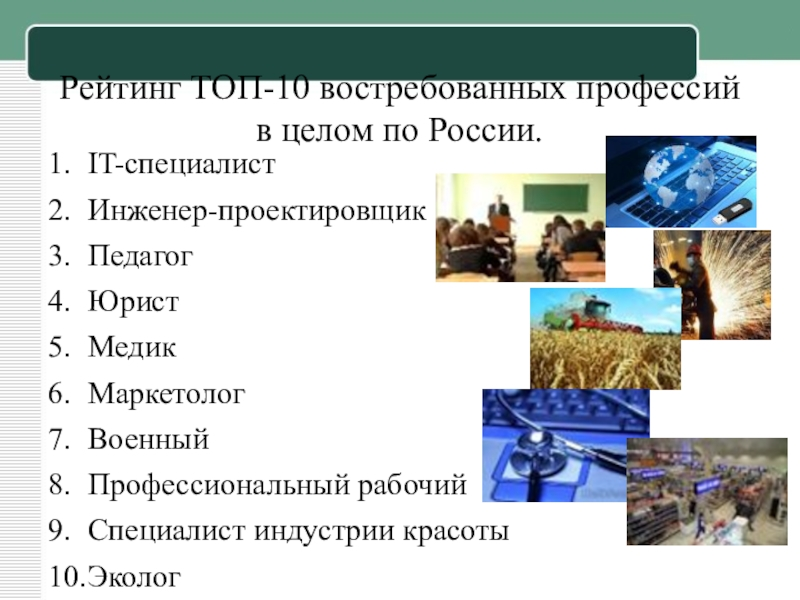 Рейтинг ТОП-10 востребованных профессий
в целом по России.
1. IT-специалист
2. Инженер-проектировщик
3. Педагог
4. Юрист
5. Медик
6. Маркетолог
7. Военный
8. Профессиональный рабочий
9. Специалист индустрии красоты
10.Эколог